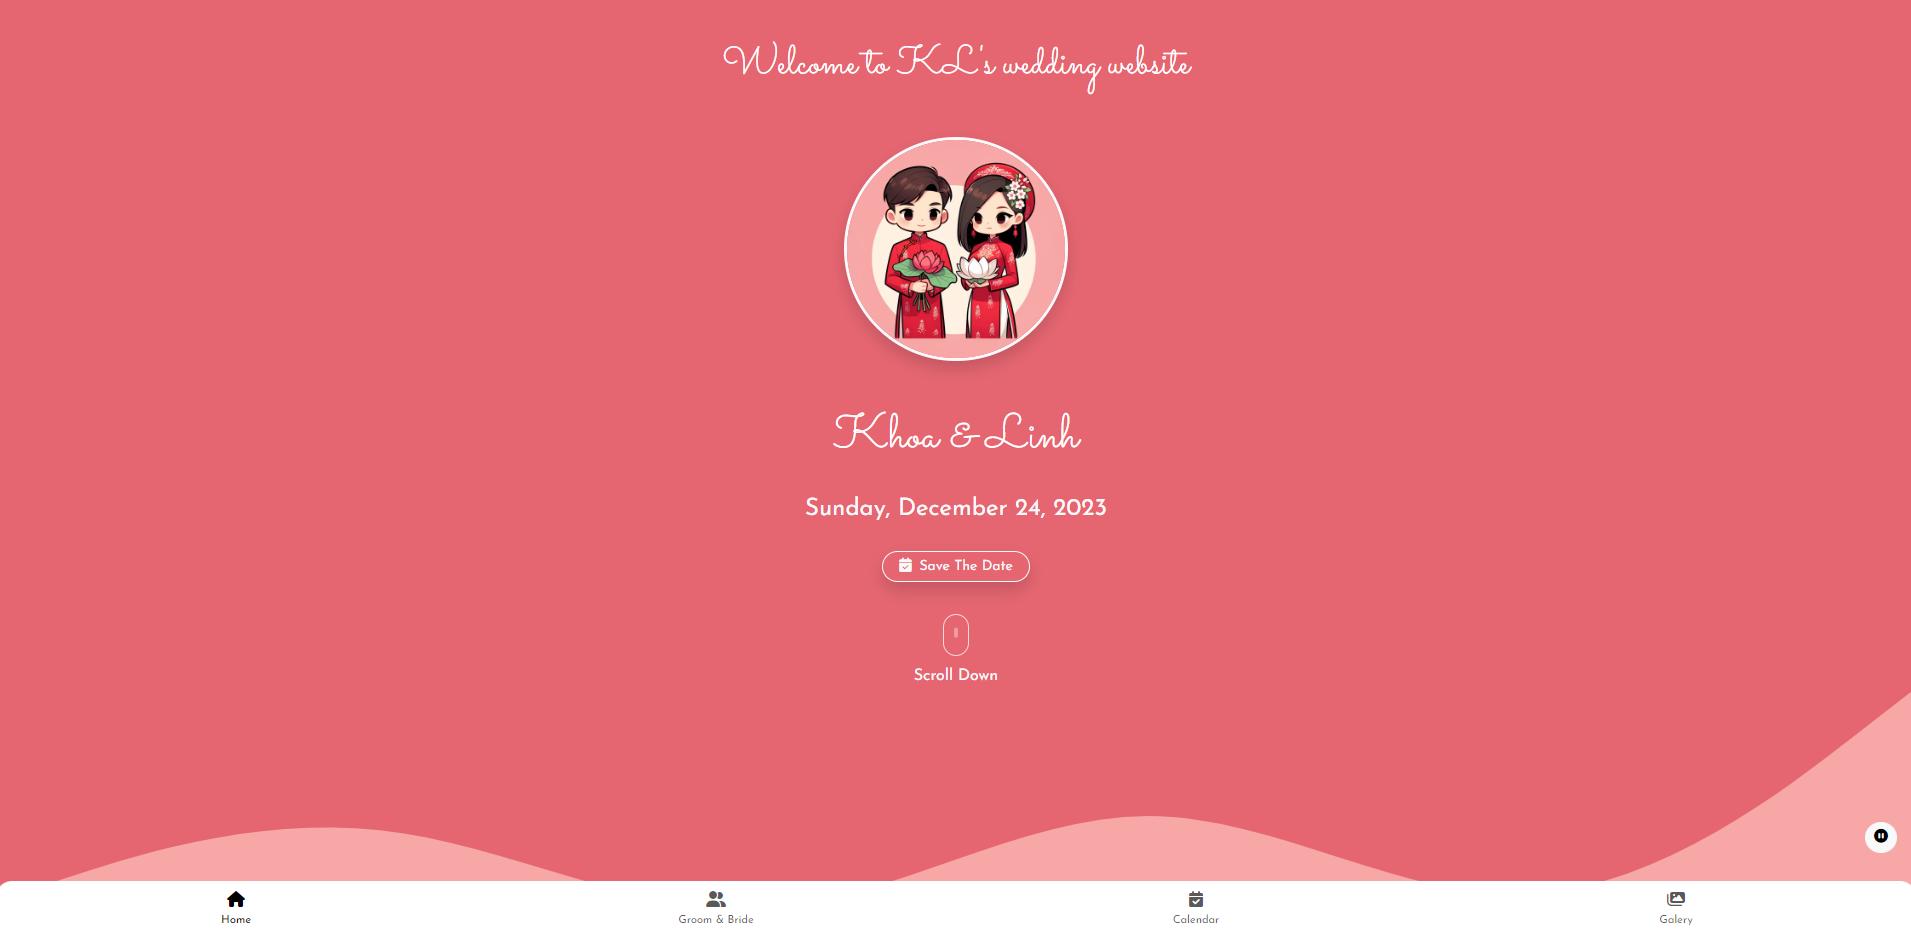 Welcome to KL's wedding website
Khoa & Linh
Sunday, December 24, 2023
Save The Date
Scroll Down
Home
Groom & Bride
Calendar
Galery